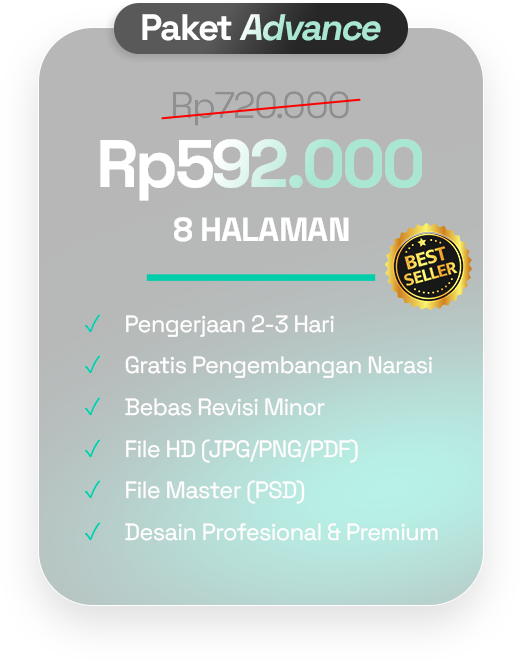 Paket Advance
Rp720.000
Rp592.000
8 HALAMAN
BEST
SELLER
Pengerjaan 2-3 Hari
Gratis Pengembangan Narasi
Bebas Revisi Minor
File HD (JPG/PNG/PDF)
File Master (PSD)
Desain Profesional & Premium